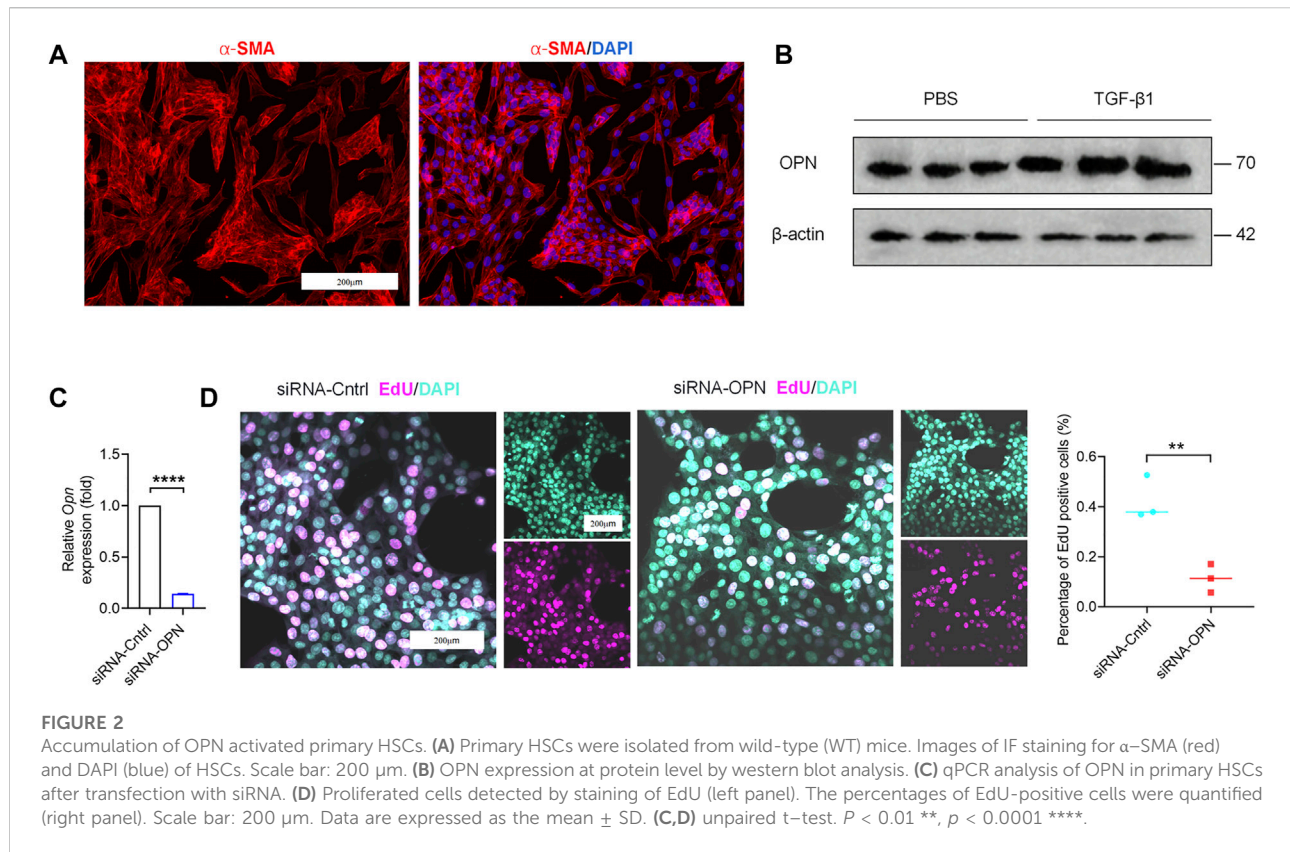 A
α-SMA
α-SMA/DAPI
200μm
B
PBS
TGF-β1
OPN
70
β-actin
42
C
Relative Opn
expression (fold)
1.5
1.0
0.5
0.0
****
siRNA-Cntrl
siRNA-OPN
D
siRNA-Cntrl EdU/DAPI
200μm
200μm
siRNA-OPN EdU/DAPI
Percentage of EdU positive cells (%)
0.6
0.4
0.2
0.0
**
siRNA-Cntrl
siRNA-OPN
FIGURE 2
Accumulation of OPN activated primary HSCs. (A) Primary HSCs were isolated from wild-type (WT) mice. Images of IF staining for α–SMA (red)
and DAPI (blue) of HSCs. Scale bar: 200 μm. (B) OPN expression at protein level by western blot analysis. (C) qPCR analysis of OPN in primary HSCs
after transfection with siRNA. (D) Proliferated cells detected by staining of EdU (left panel). The percentages of EdU-positive cells were quantified
(right panel). Scale bar: 200 μm. Data are expressed as the mean ± SD. (C,D) unpaired t–test. P < 0.01 **, p < 0.0001 ****.